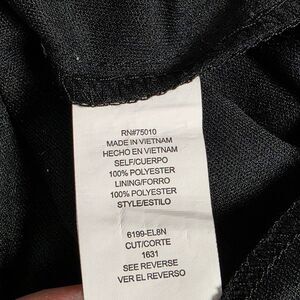 RN#75010
MADE IN VIETNAM
HECHO EN VIETNAM
SELF/CUERPO
100% POLYESTER
LINING/FORRO
100% POLYESTER
STYLE/ESTILO
6199-EL8N
CUT/CORTE
1631
SEE REVERSE
VER EL REVERSO